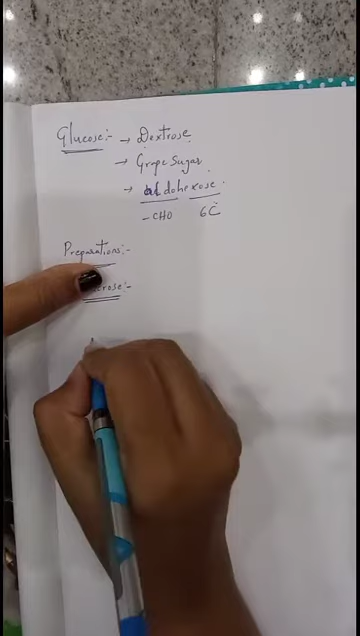 Glucose:- → Dextrose
→ Grape Sugar
→ aldohexose.
-CHO 6C
Preparations:-